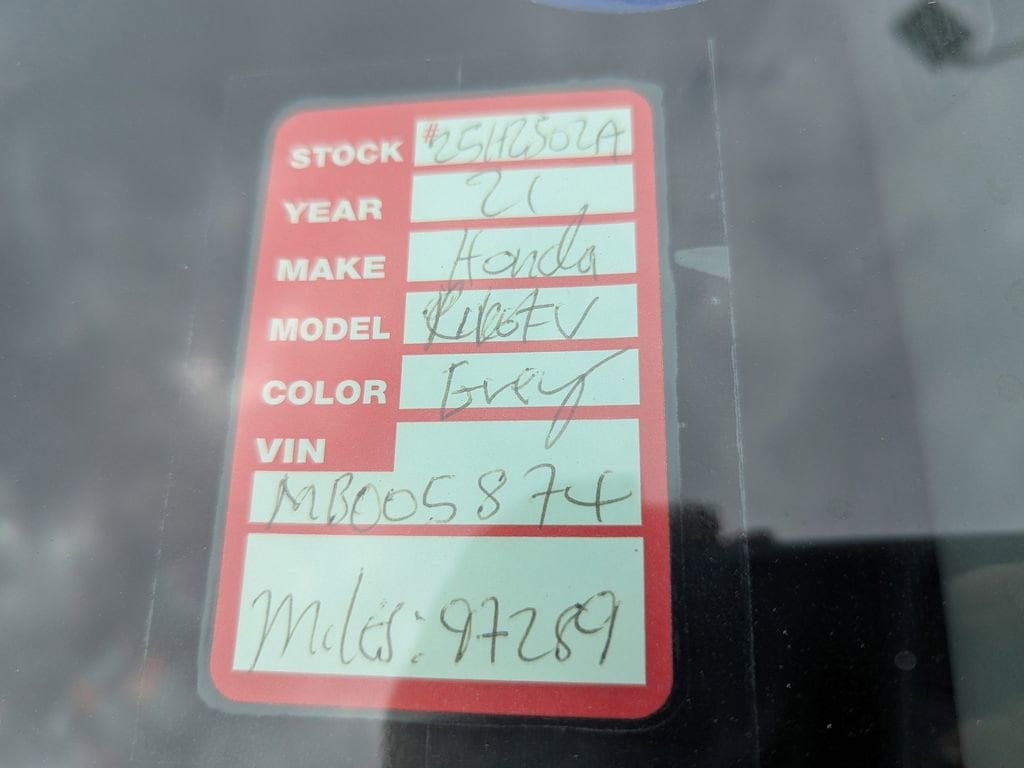 STOCK #25H2502A
YEAR 21
MAKE Honda
MODEL
COLOR Grey
VIN
MB005874
Miles: 97289